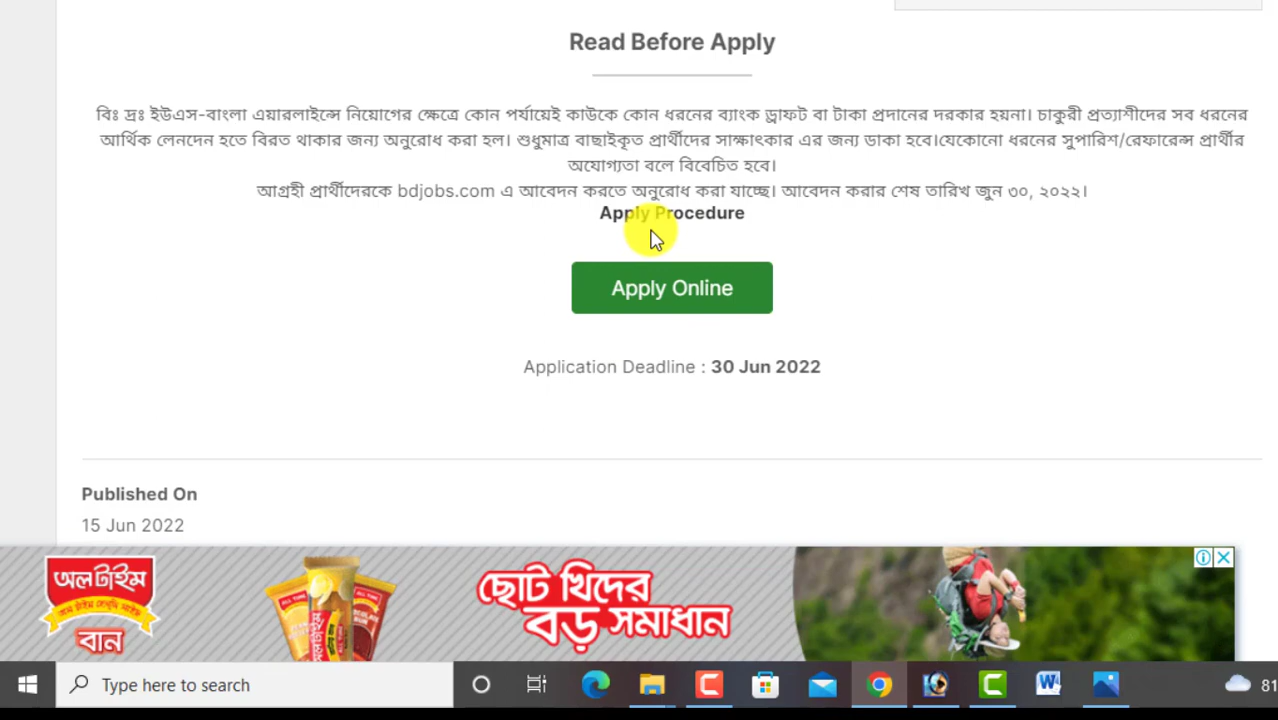 Read Before Apply
বিঃ দ্রঃ ইউএস-বাংলা এয়ারলাইন্সে নিয়োগের ক্ষেত্রে কোন পর্যায়েই কাউকে কোন ধরনের ব্যাংক ড্রাফট বা টাকা প্রদানের দরকার হয়না। চাকুরী প্রত্যাশীদের সব ধরনের
আর্থিক লেনদেন হতে বিরত থাকার জন্য অনুরোধ করা হল। শুধুমাত্র বাছাইকৃত প্রার্থীদের সাক্ষাৎকার এর জন্য ডাকা হবে।যেকোনো ধরনের সুপারিশ/রেফারেন্স প্রার্থীর
অযোগ্যতা বলে বিবেচিত হবে।
আগ্রহী প্রার্থীদেরকে bdjobs.com এ আবেদন করতে অনুরোধ করা যাচ্ছে। আবেদন করার শেষ তারিখ জুন ৩০, ২০২২।
Apply Procedure
Apply Online
Application Deadline : 30 Jun 2022
Published On
15 Jun 2022
অলটাইম
বান
ছোট খিদের
বড় সমাধান
Type here to search
81